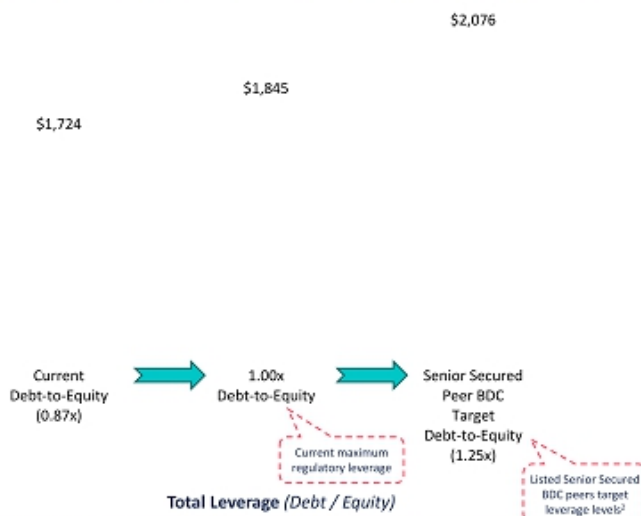 $2,076
$1,845
$1,724
Current
Debt-to-Equity
(0.87x)
1.00x
Debt-to-Equity
Senior Secured
Peer BDC
Target
Debt-to-Equity
(1.25x)
Current maximum
regulatory leverage
Listed Senior Secured
BDC peers target
leverage levels²
Total Leverage (Debt / Equity)